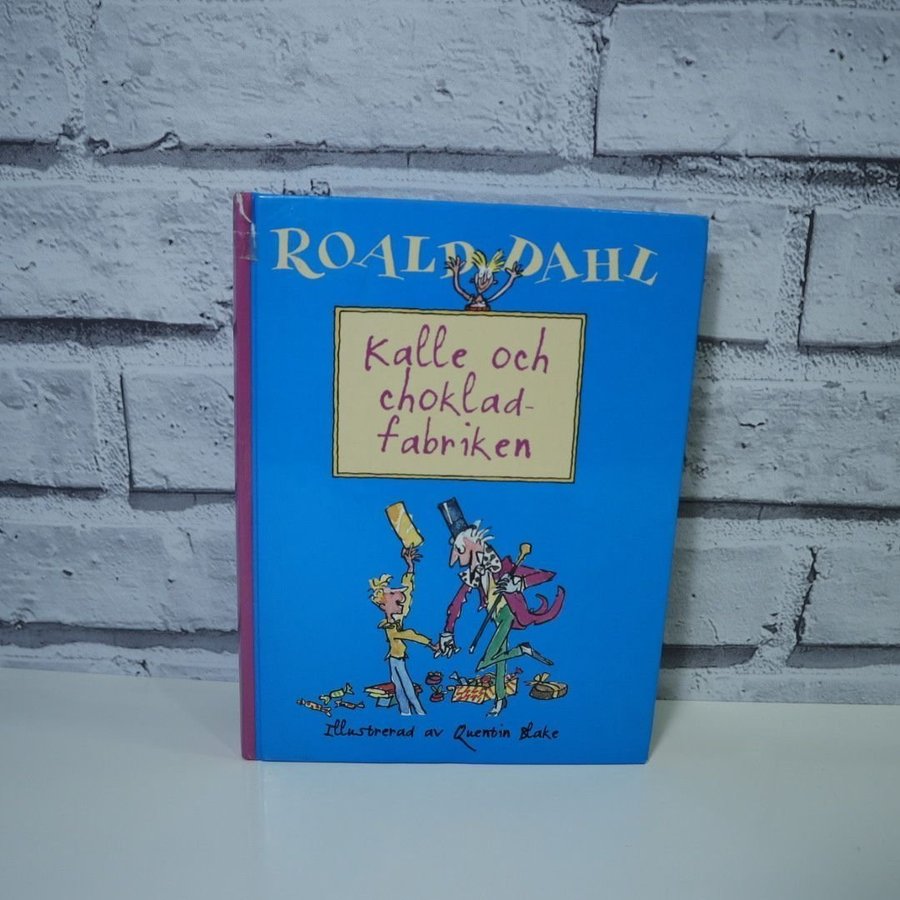 ROALD DAHL
Kalle och
choklad-
fabriken
Illustrerad av Quentin Blake